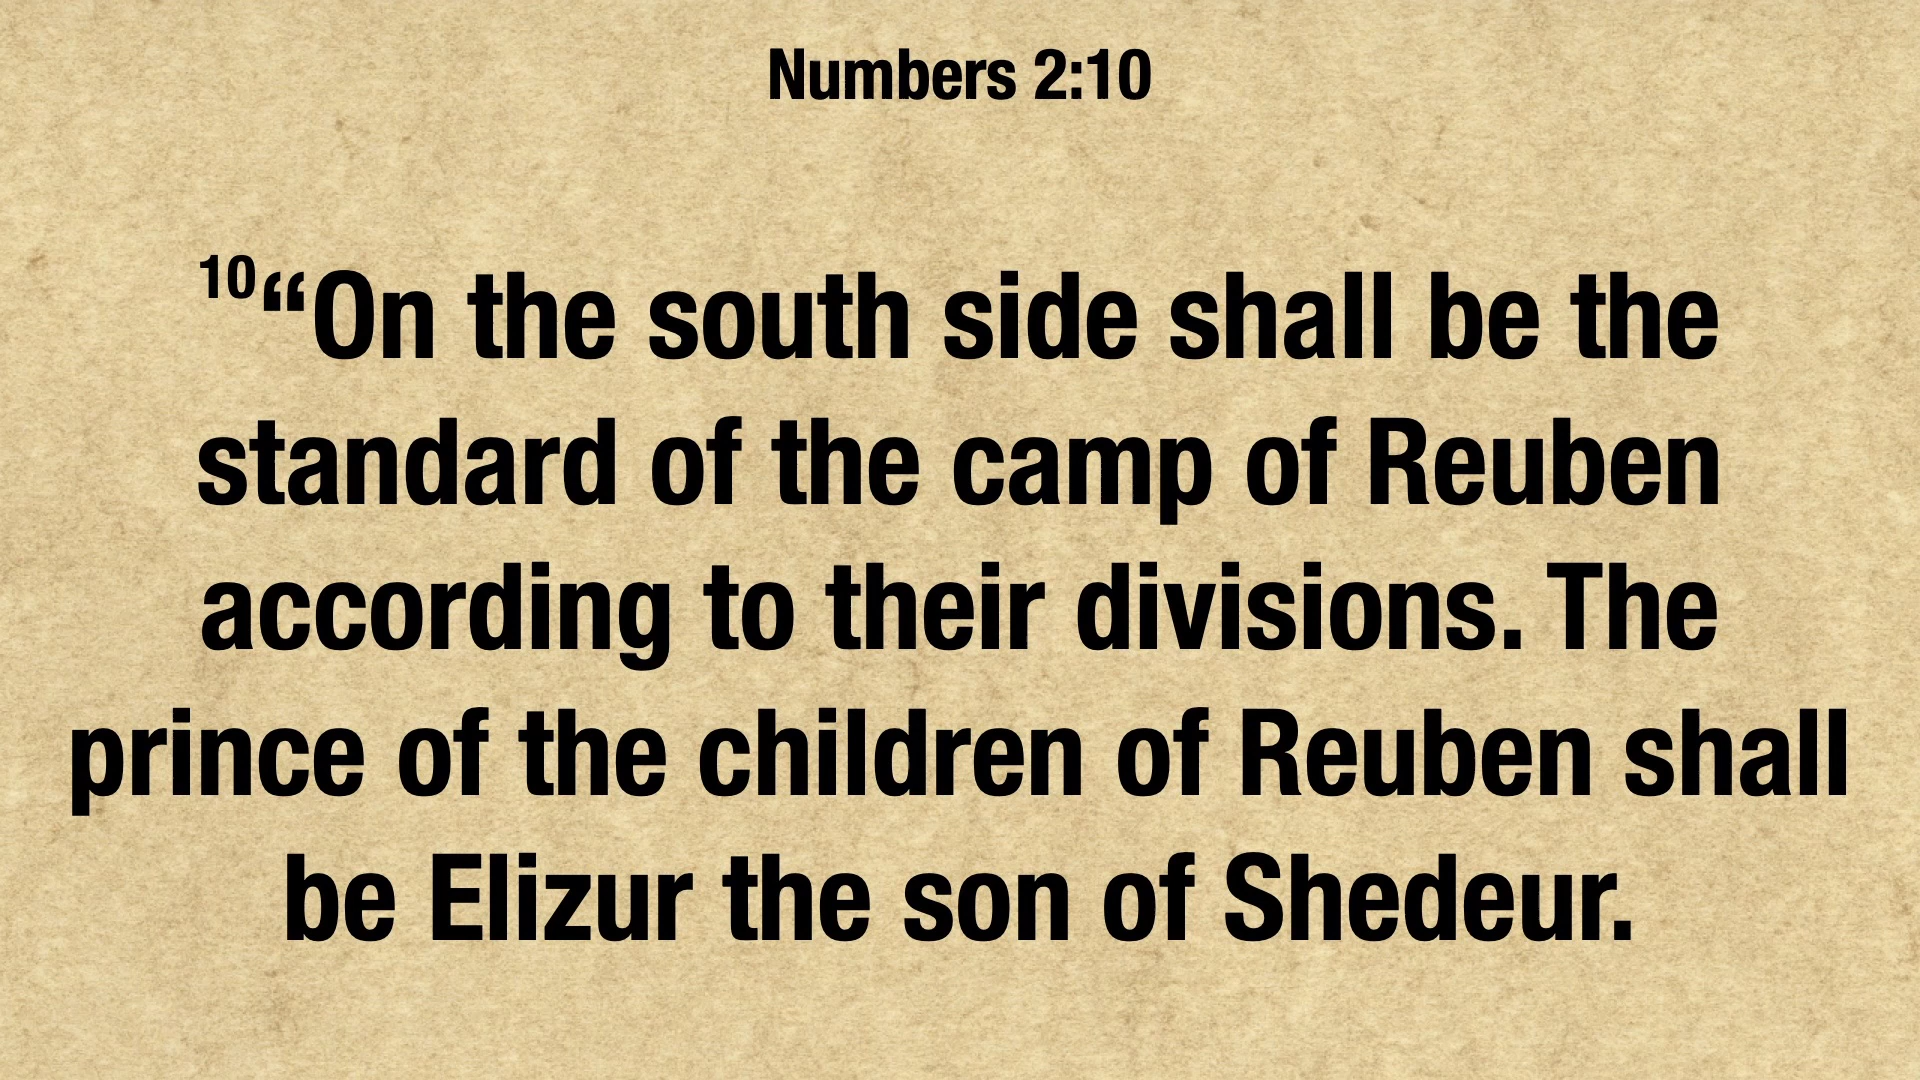 Numbers 2:10
10“On the south side shall be the
standard of the camp of Reuben
according to their divisions. The
prince of the children of Reuben shall
be Elizur the son of Shedeur.